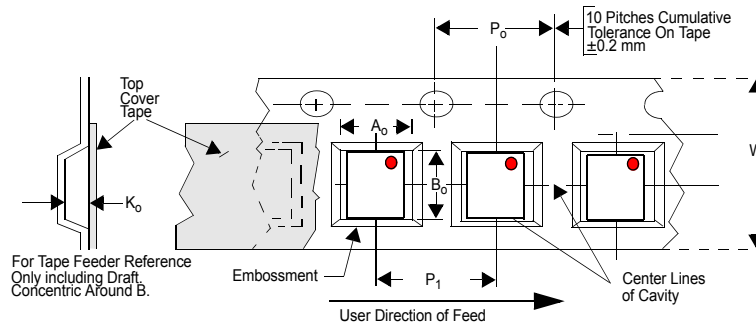 10 Pitches Cumulative
Tolerance On Tape
±0.2 mm
Po
Top
Cover
Tape
Ao
W
Bo
Ko
For Tape Feeder Reference
Only including Draft.
Concentric Around B.
Embossment
P1
Center Lines
of Cavity
User Direction of Feed